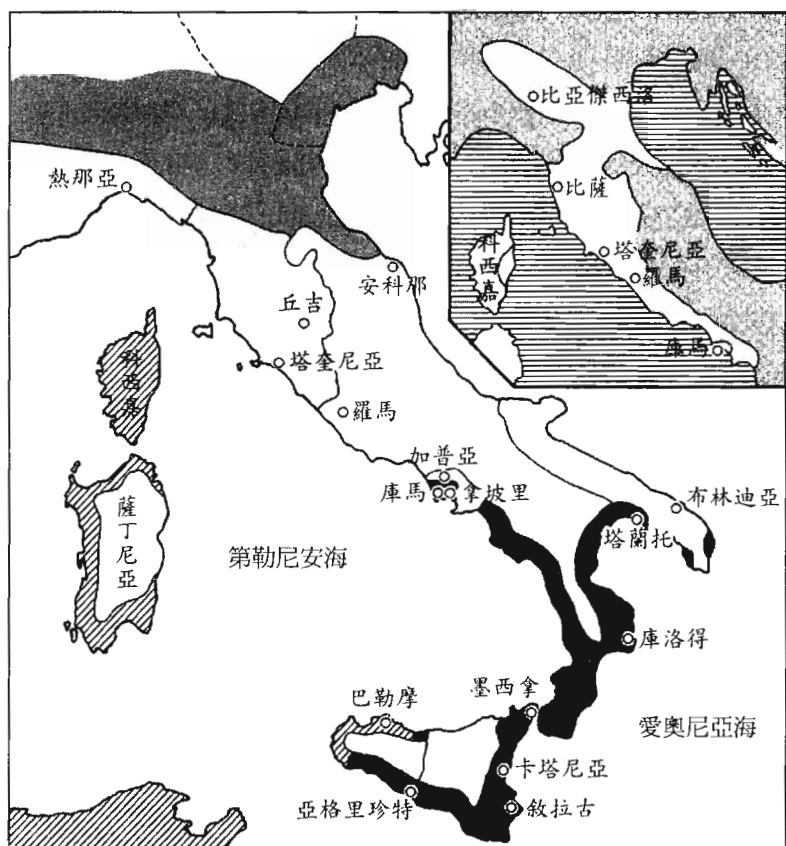 熱那亞
安科那
丘吉
塔奎尼亞
羅馬
科西嘉
加普亞
庫馬
拿坡里
布林迪亞
塔蘭托
薩丁尼亞
第勒尼安海
庫洛得
巴勒摩
墨西拿
愛奧尼亞海
卡塔尼亞
亞格里珍特
敘拉古
比亞傑西洛
比薩
科西嘉
塔奎尼亞
羅馬
庫馬